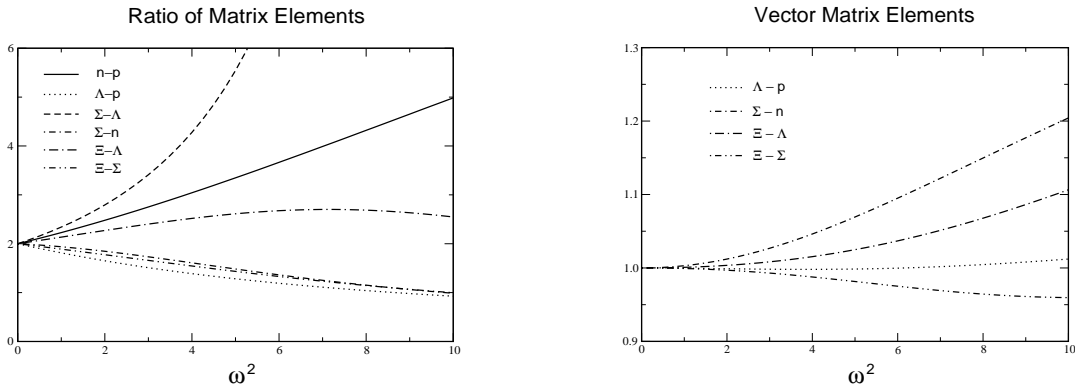 Ratio of Matrix Elements
6
4
2
0
n–p
Λ–p
Σ–Λ
Σ–n
Ξ–Λ
Ξ–Σ
0 2 4 6 8 10
ω²
Vector Matrix Elements
1.3
1.2
1.1
1.0
0.9
Λ – p
Σ – n
Ξ – Λ
Ξ – Σ
0 2 4 6 8 10
ω²